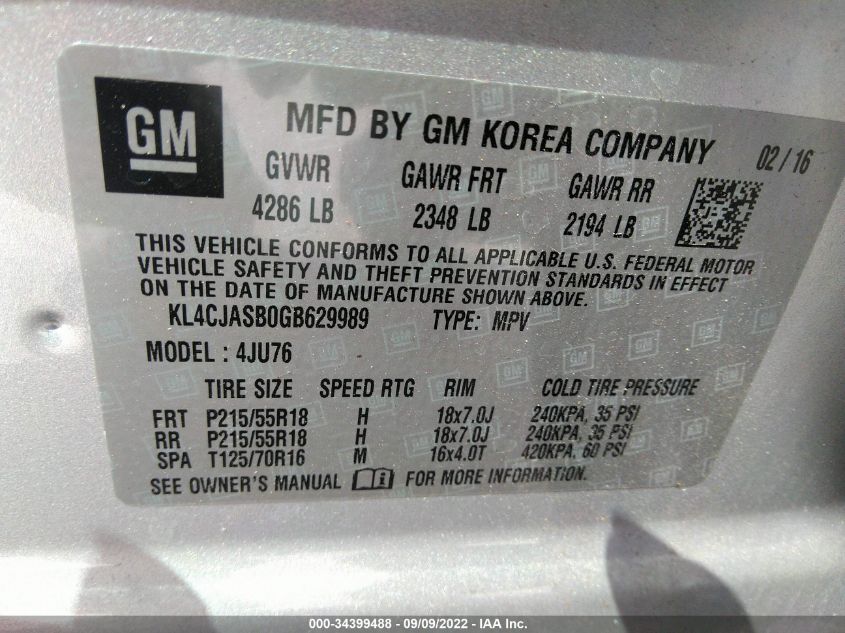 GM
MFD BY GM KOREA COMPANY
02 / 16
GVWR GAWR FRT GAWR RR
4286 LB 2348 LB 2194 LB
THIS VEHICLE CONFORMS TO ALL APPLICABLE U.S. FEDERAL MOTOR
VEHICLE SAFETY AND THEFT PREVENTION STANDARDS IN EFFECT
ON THE DATE OF MANUFACTURE SHOWN ABOVE.
KL4CJASB0GB629989 TYPE: MPV
MODEL : 4JU76
TIRE SIZE SPEED RTG RIM COLD TIRE PRESSURE
FRT P215/55R18 H 18x7.0J 240KPA, 35 PSI
RR P215/55R18 H 18x7.0J 240KPA, 35 PSI
SPA T125/70R16 M 16x4.0T 420KPA, 60 PSI
SEE OWNER'S MANUAL FOR MORE INFORMATION.
000-34399488 - 09/09/2022 - IAA Inc.